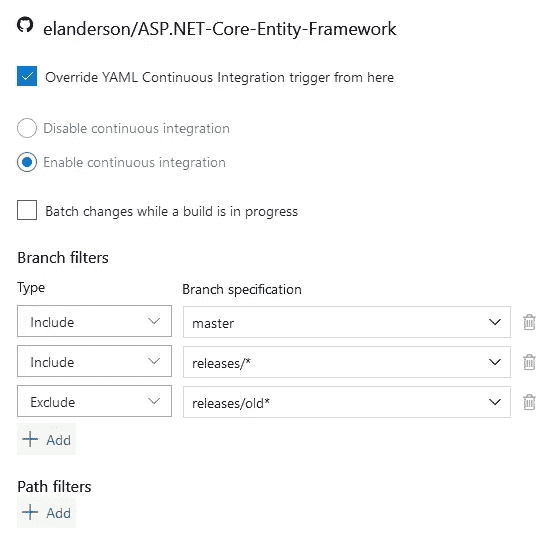 elanderson/ASP.NET-Core-Entity-Framework
Override YAML Continuous Integration trigger from here
Disable continuous integration
Enable continuous integration
Batch changes while a build is in progress
Branch filters
Type Branch specification
Include master
Include releases/*
Exclude releases/old*
+ Add
Path filters
+ Add